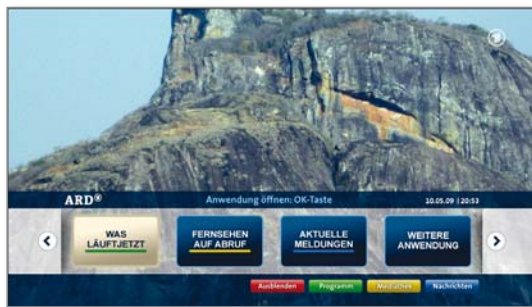 ARD
Anwendung öffnen: OK-Taste
10.05.09 | 20:53
WAS
LÄUFTJETZT
FERNSEHEN
AUF ABRUF
AKTUELLE
MELDUNGEN
WEITERE
ANWENDUNG
Ausblenden
Programm
Mediathek
Nachrichten